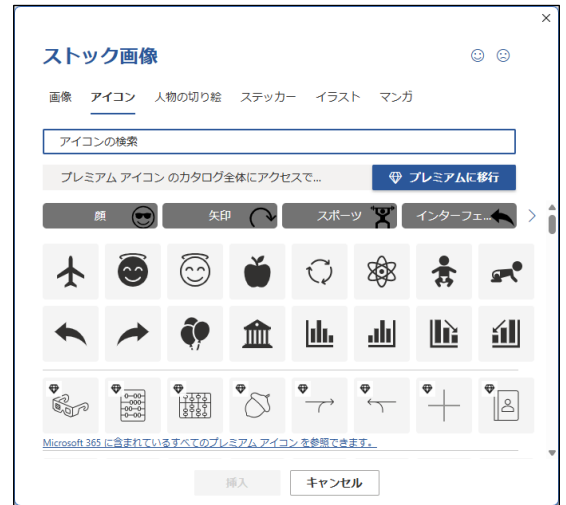 ストック画像
画像 アイコン 人物の切り絵 ステッカー イラスト マンガ
アイコンの検索
プレミアム アイコン のカタログ全体にアクセスで... プレミアムに移行
顔 矢印 スポーツ インターフェ...
Microsoft 365 に含まれているすべてのプレミアム アイコン を参照できます。
挿入 キャンセル